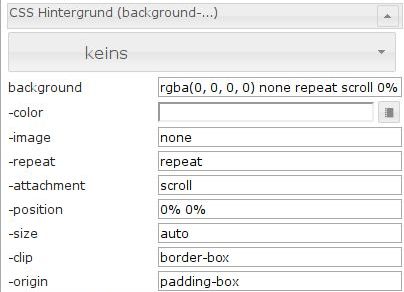 CSS Hintergrund (background-...)
keins
background rgba(0, 0, 0, 0) none repeat scroll 0%
-color
-image none
-repeat repeat
-attachment scroll
-position 0% 0%
-size auto
-clip border-box
-origin padding-box